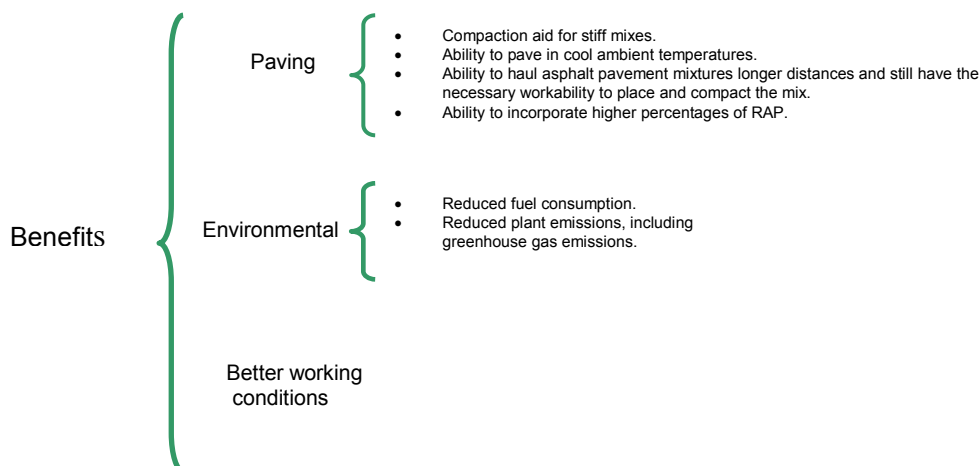 Benefits
Paving
• Compaction aid for stiff mixes.
• Ability to pave in cool ambient temperatures.
• Ability to haul asphalt pavement mixtures longer distances and still have the
necessary workability to place and compact the mix.
• Ability to incorporate higher percentages of RAP.
Environmental
• Reduced fuel consumption.
• Reduced plant emissions, including
greenhouse gas emissions.
Better working
conditions